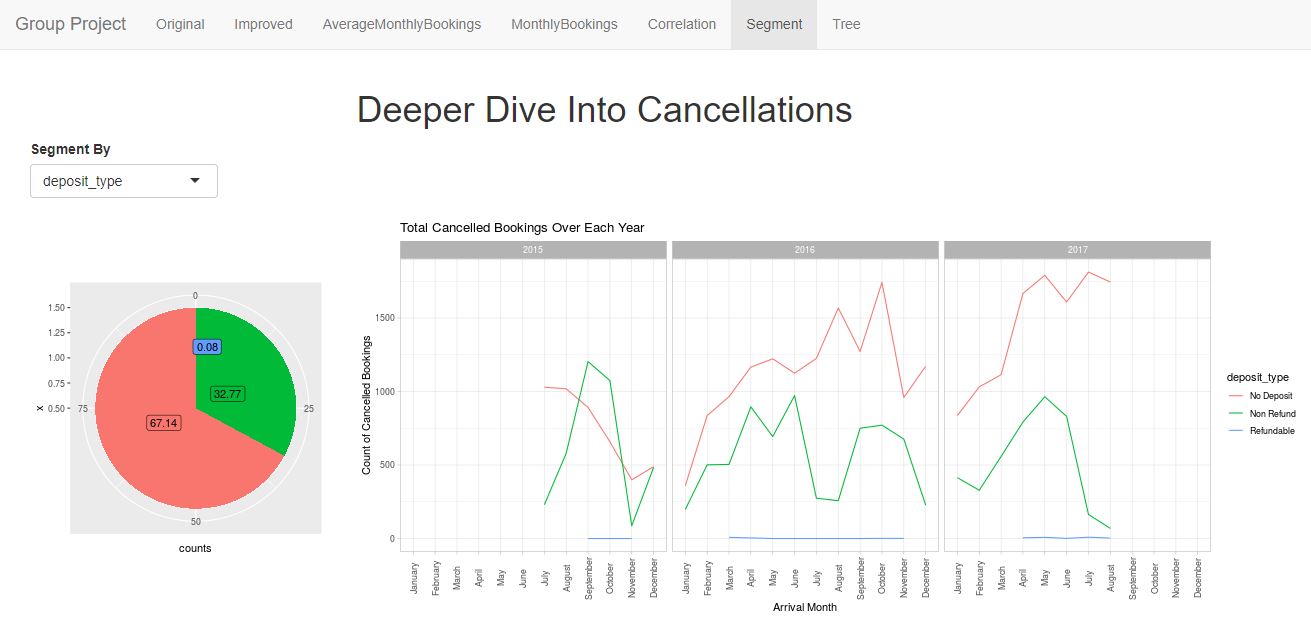 Group Project Original Improved AverageMonthlyBookings MonthlyBookings Correlation Segment Tree
Deeper Dive Into Cancellations
Segment By
deposit_type
1.50
1.25
1.00
0.75
0.50
x
0
25
50
75
0.08
32.77
67.14
counts
Total Cancelled Bookings Over Each Year
2015 2016 2017
Count of Cancelled Bookings
1500
1000
500
0
January February March April May June July August September October November December
January February March April May June July August September October November December
January February March April May June July August September October November December
Arrival Month
deposit_type
No Deposit
Non Refund
Refundable